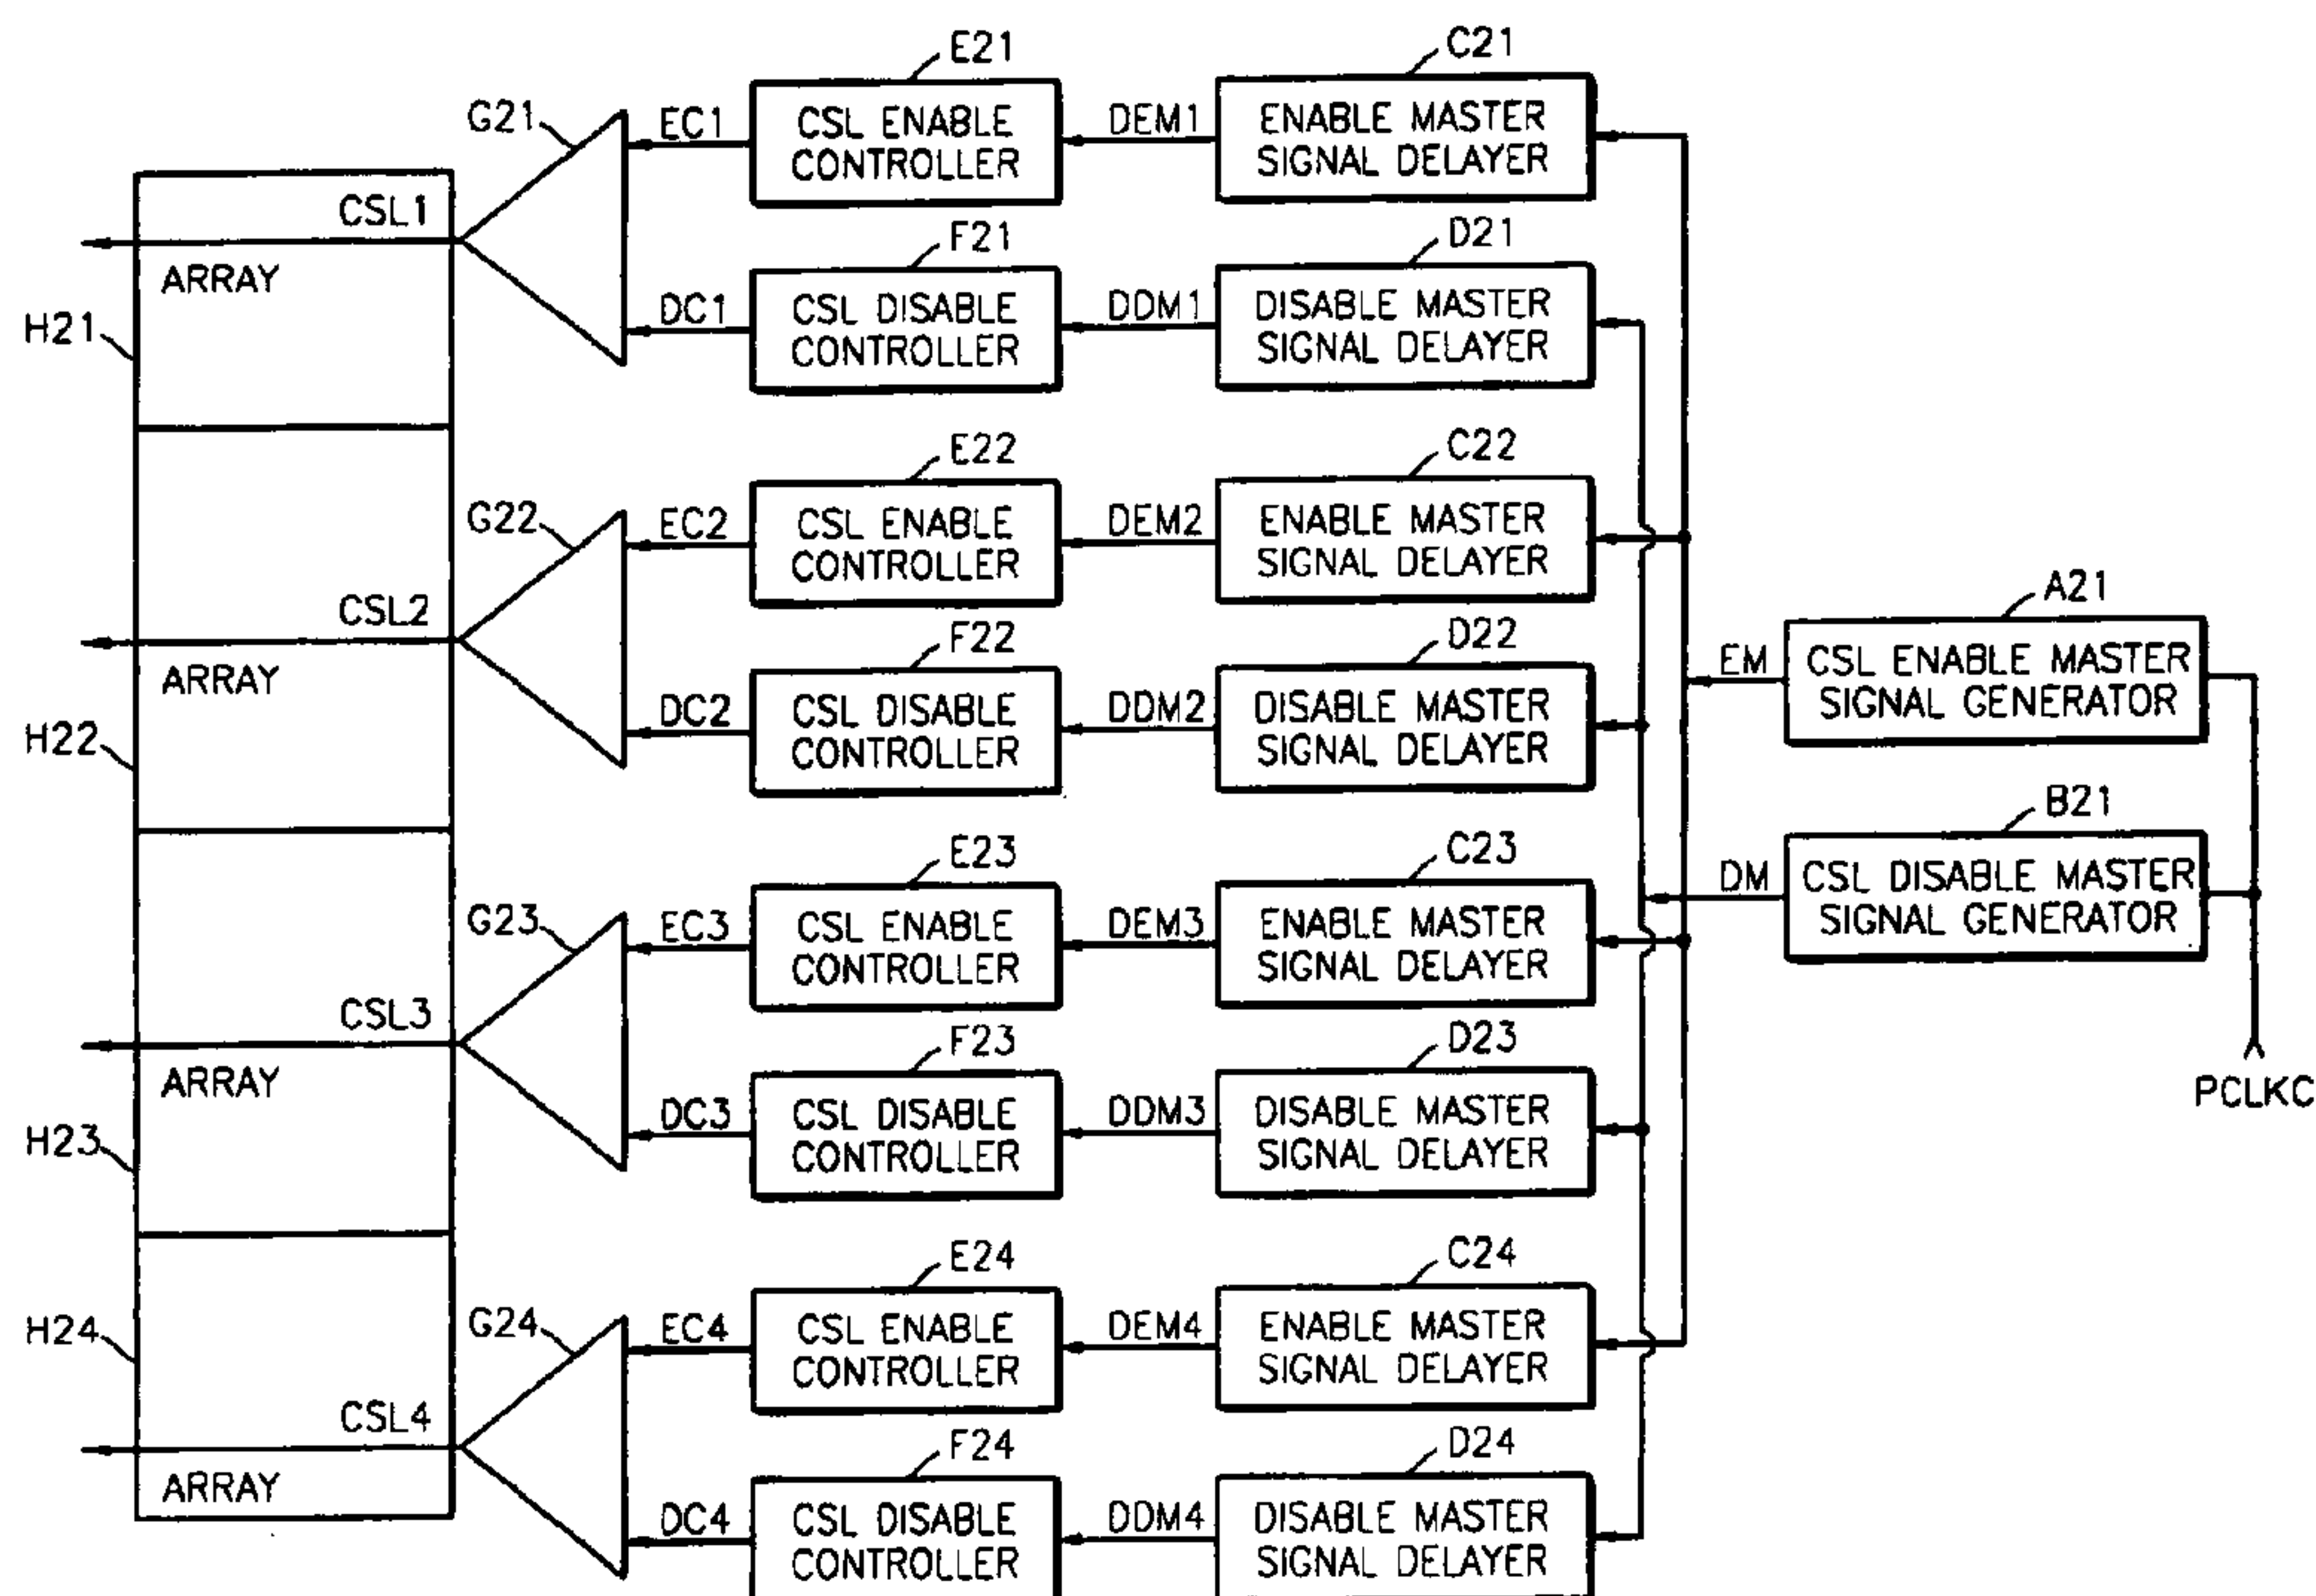 E21
C21
G21
EC1
CSL ENABLE
CONTROLLER
DEM1
ENABLE MASTER
SIGNAL DELAYER
CSL1
ARRAY
F21
D21
H21
DC1
CSL DISABLE
CONTROLLER
DDM1
DISABLE MASTER
SIGNAL DELAYER
E22
C22
G22
EC2
CSL ENABLE
CONTROLLER
DEM2
ENABLE MASTER
SIGNAL DELAYER
CSL2
ARRAY
F22
D22
H22
DC2
CSL DISABLE
CONTROLLER
DDM2
DISABLE MASTER
SIGNAL DELAYER
A21
EM
CSL ENABLE MASTER
SIGNAL GENERATOR
B21
DM
CSL DISABLE MASTER
SIGNAL GENERATOR
PCLKC
E23
C23
G23
EC3
CSL ENABLE
CONTROLLER
DEM3
ENABLE MASTER
SIGNAL DELAYER
CSL3
ARRAY
F23
D23
H23
DC3
CSL DISABLE
CONTROLLER
DDM3
DISABLE MASTER
SIGNAL DELAYER
E24
C24
H24
G24
EC4
CSL ENABLE
CONTROLLER
DEM4
ENABLE MASTER
SIGNAL DELAYER
CSL4
ARRAY
F24
D24
DC4
CSL DISABLE
CONTROLLER
DDM4
DISABLE MASTER
SIGNAL DELAYER